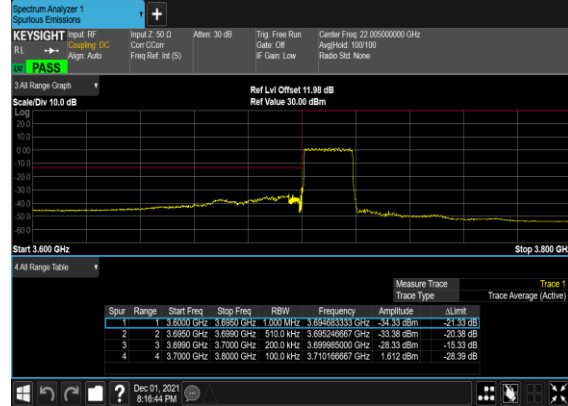 Spectrum Analyzer 1
Spurious Emissions
+
KEYSIGHT Input: RF Input Z: 50 Ω Atten: 30 dB Trig: Free Run Center Freq: 22.005000000 GHz
RL Coupling: DC Corr CCorr Gate: Off Avg|Hold: 100/100
Align: Auto Freq Ref: Int (S) IF Gain: Low Radio Std: None
PASS
3 All Range Graph Ref Lvl Offset 11.98 dB
Scale/Div 10.0 dB Ref Value 30.00 dBm
Log
20.0
10.0
0.00
-10.0
-20.0
-30.0
-40.0
-50.0
-60.0
Start 3.600 GHz Stop 3.800 GH
4 All Range Table
Measure Trace Trace 1
Trace Type Trace Average (Active)
Spur Range Start Freq Stop Freq RBW Frequency Amplitude ΔLimit
1 1 3.6000 GHz 3.6950 GHz 1.000 MHz 3.694683333 GHz -34.33 dBm -21.33 dB
2 2 3.6950 GHz 3.6990 GHz 510.0 kHz 3.695246667 GHz -33.38 dBm -20.38 dB
3 3 3.6990 GHz 3.7000 GHz 200.0 kHz 3.699985000 GHz -28.33 dBm -15.33 dB
4 4 3.7000 GHz 3.8000 GHz 100.0 kHz 3.710166667 GHz 1.612 dBm -28.39 dB
? Dec 01, 2021
8:16:44 PM